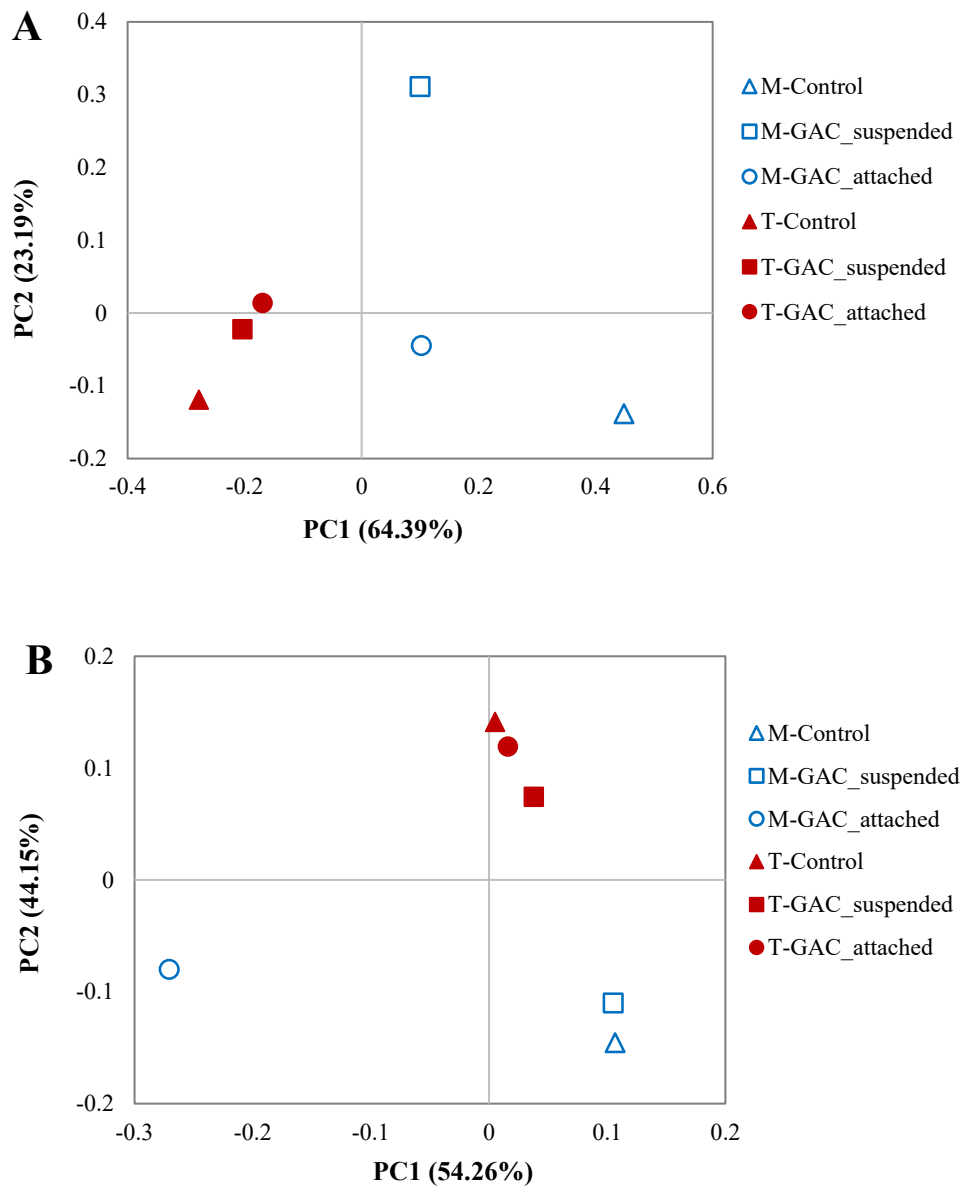 A
0.4
0.3
0.2
0.1
0
-0.1
-0.2
PC2 (23.19%)
-0.4 -0.2 0 0.2 0.4 0.6
PC1 (64.39%)
M-Control
M-GAC_suspended
M-GAC_attached
T-Control
T-GAC_suspended
T-GAC_attached
B
0.2
0.1
0
-0.1
-0.2
PC2 (44.15%)
-0.3 -0.2 -0.1 0 0.1 0.2
PC1 (54.26%)
M-Control
M-GAC_suspended
M-GAC_attached
T-Control
T-GAC_suspended
T-GAC_attached